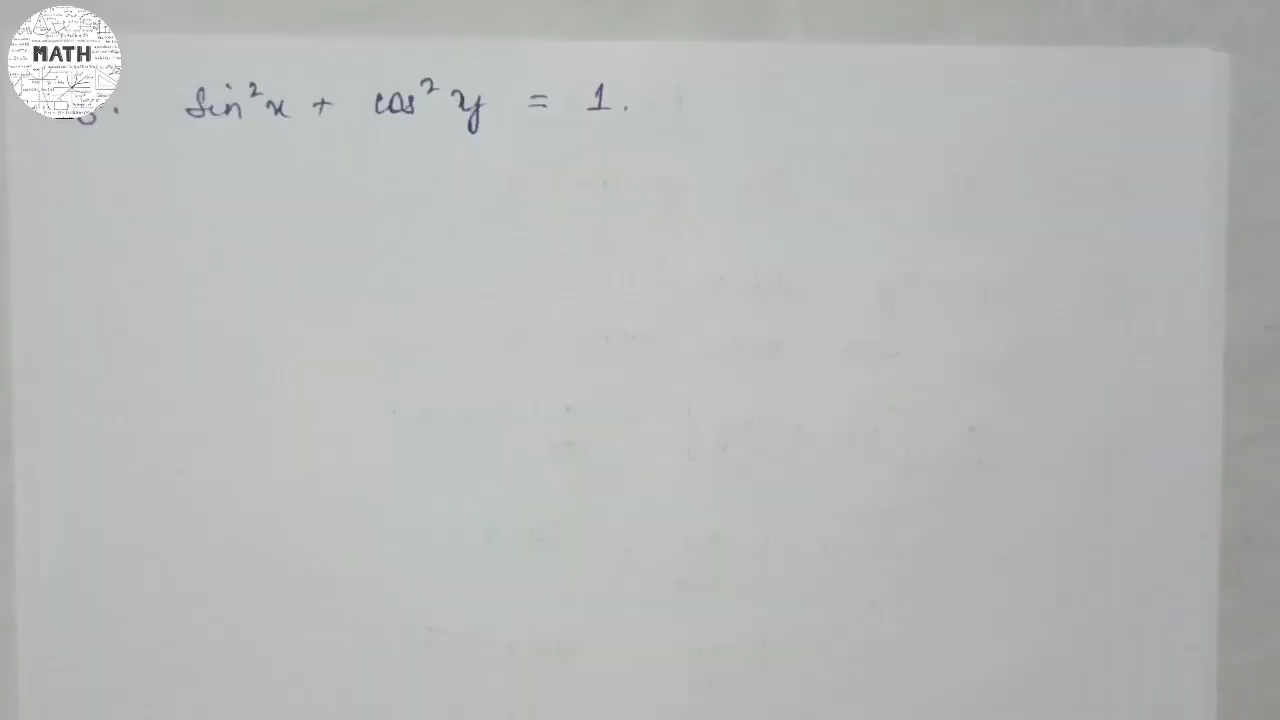 MATH
sin²x + cos²y = 1.